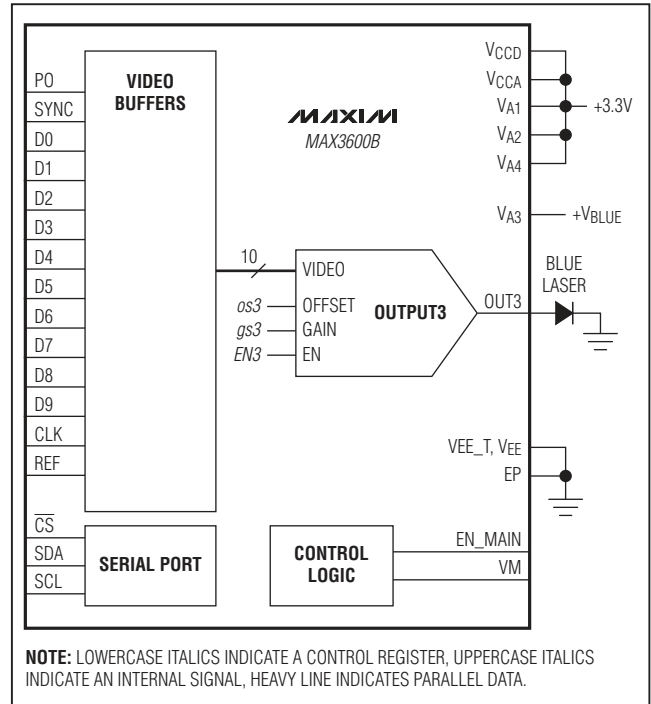 PO
SYNC
D0
D1
D2
D3
D4
D5
D6
D7
D8
D9
CLK
REF
CS
SDA
SCL
VIDEO
BUFFERS
SERIAL PORT
MAXIM
MAX3600B
10
VIDEO
os3
OFFSET
gs3
GAIN
EN3
EN
OUTPUT3
CONTROL
LOGIC
VCCD
VCCA
VA1
+3.3V
VA2
VA4
VA3
+VBLUE
BLUE
LASER
OUT3
VEE_T, VEE
EP
EN_MAIN
VM
NOTE: LOWERCASE ITALICS INDICATE A CONTROL REGISTER, UPPERCASE ITALICS
INDICATE AN INTERNAL SIGNAL, HEAVY LINE INDICATES PARALLEL DATA.